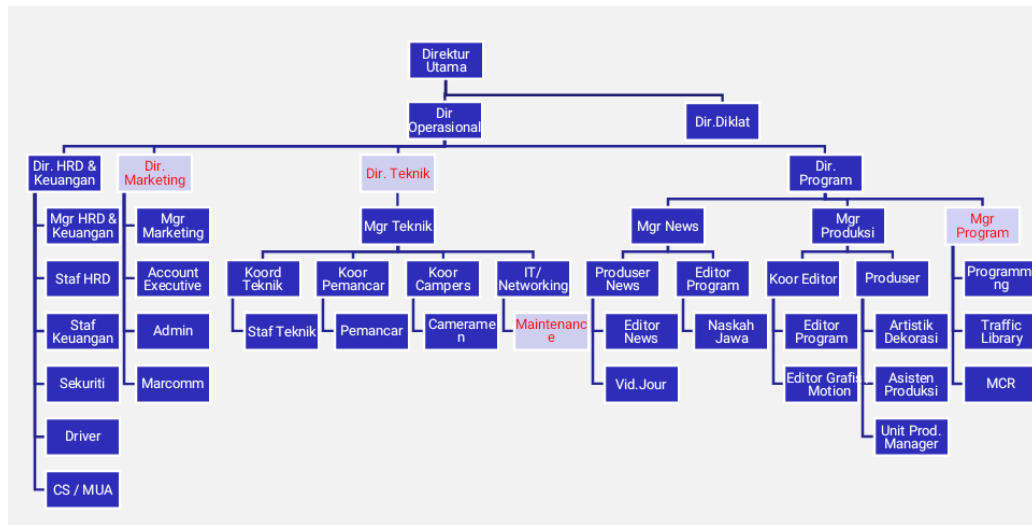 Direktur
Utama
Dir
Operasional
Dir.Diklat
Dir. HRD &
Keuangan
Dir.
Marketing
Dir. Teknik
Dir.
Program
Mgr HRD &
Keuangan
Mgr
Marketing
Mgr Teknik
Mgr News
Mgr
Produksi
Mgr
Program
Staf HRD
Account
Executive
Koord
Teknik
Koor
Pemancar
Koor
Campers
IT/
Networking
Produser
News
Editor
Program
Koor Editor
Produser
Programmi
ng
Staf
Keuangan
Admin
Staf Teknik
Pemancar
Camerame
n
Maintenanc
e
Editor
News
Naskah
Jawa
Editor
Program
Artistik
Dekorasi
Traffic
Library
Sekuriti
Marcomm
Vid.Jour
Editor Grafis.
Motion
Asisten
Produksi
MCR
Driver
Unit Prod.
Manager
CS / MUA